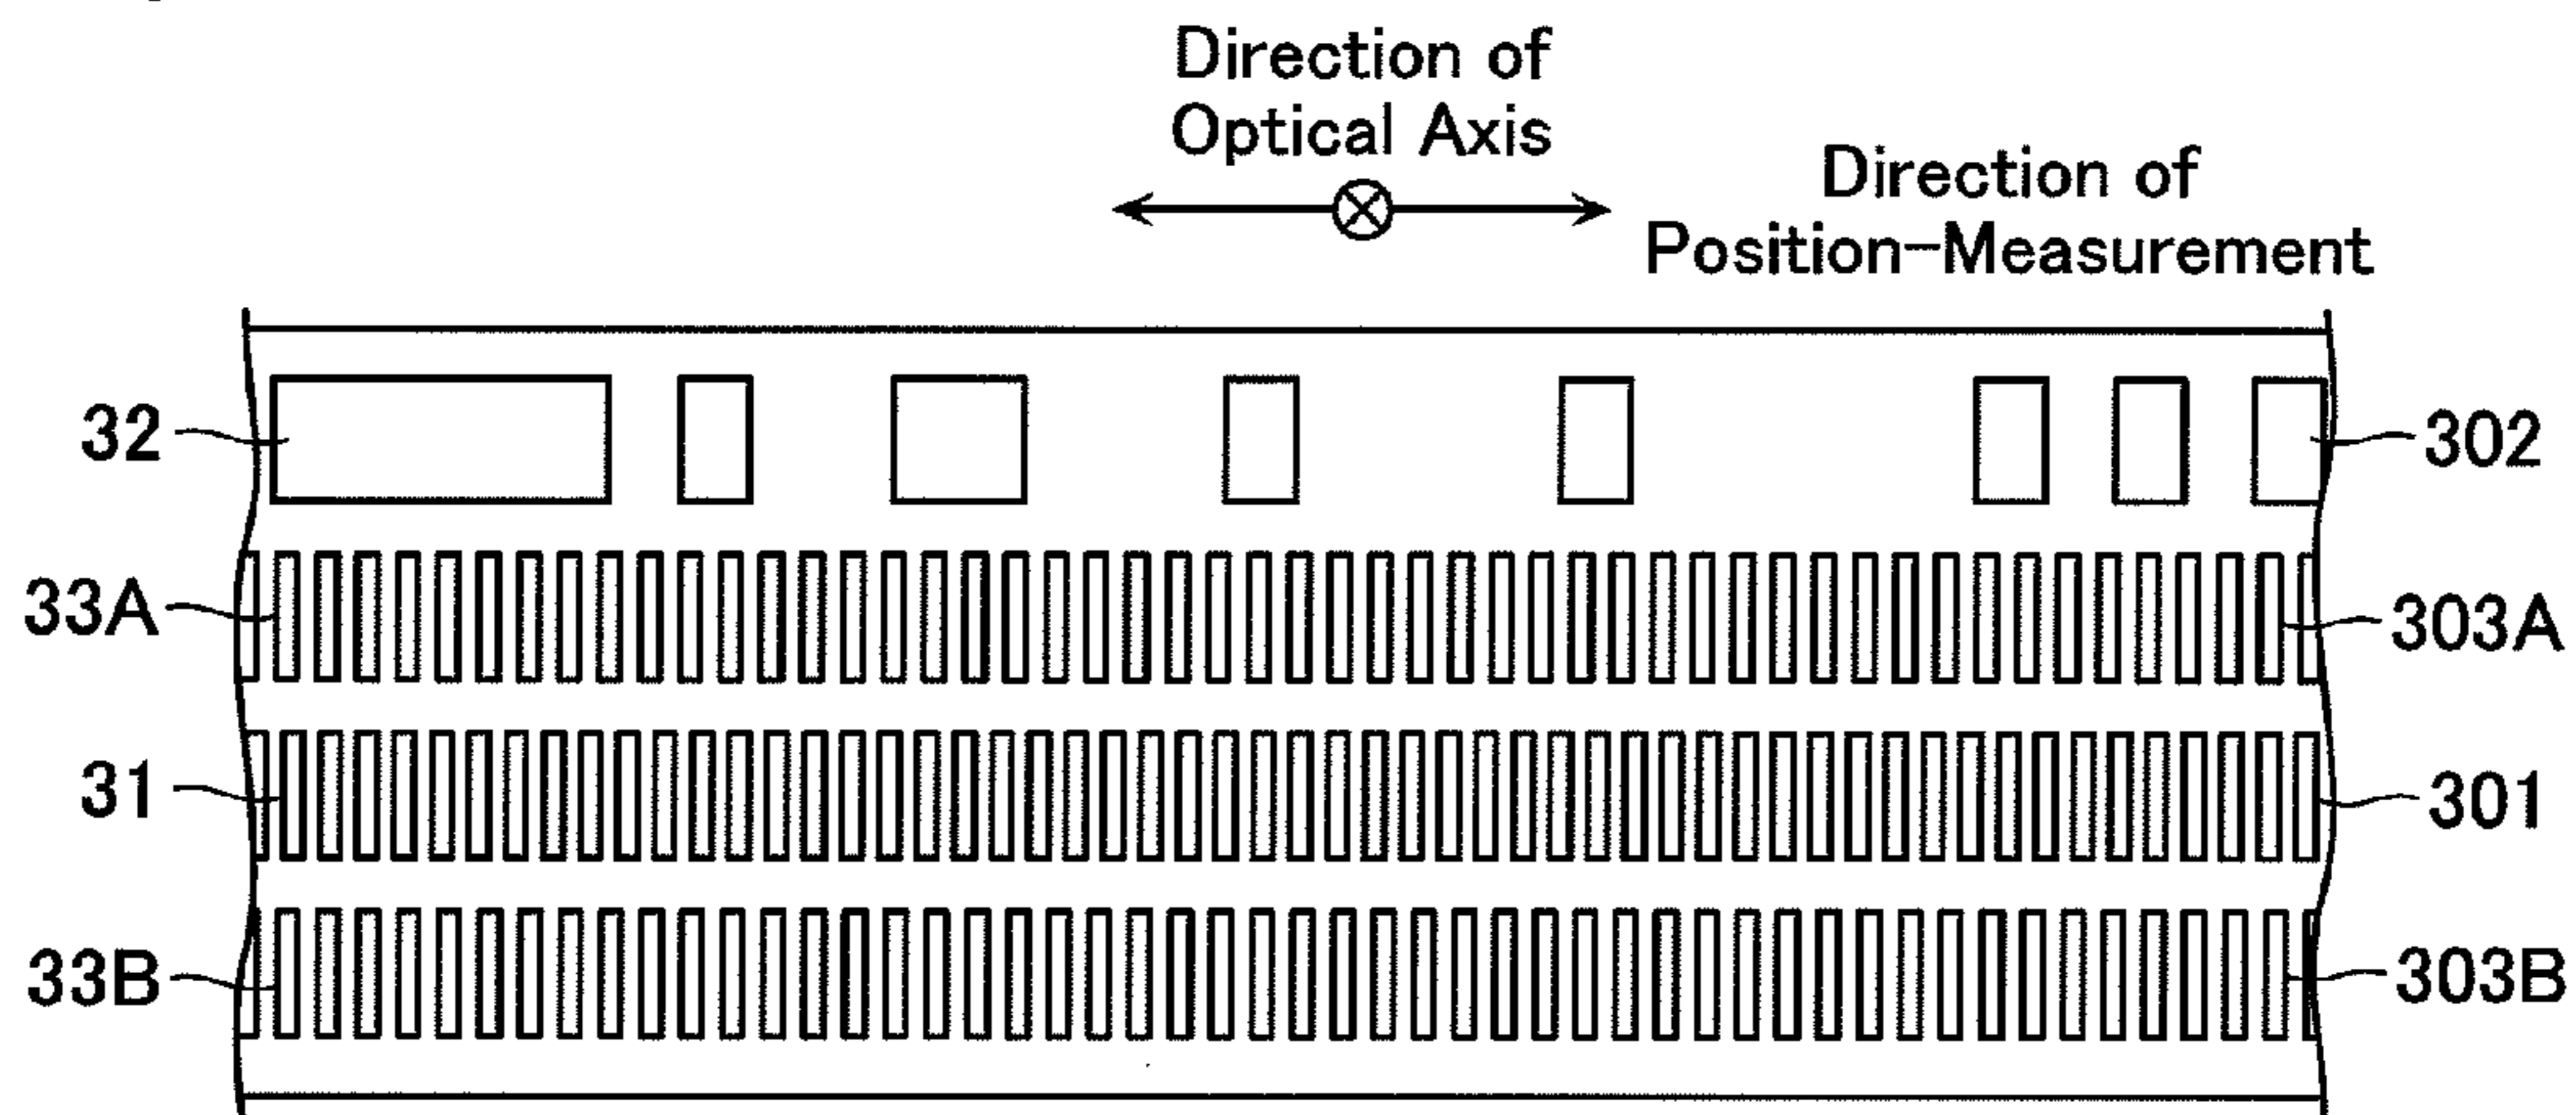 Direction of
Optical Axis
Direction of
Position-Measurement
32
302
33A
303A
31
301
33B
303B